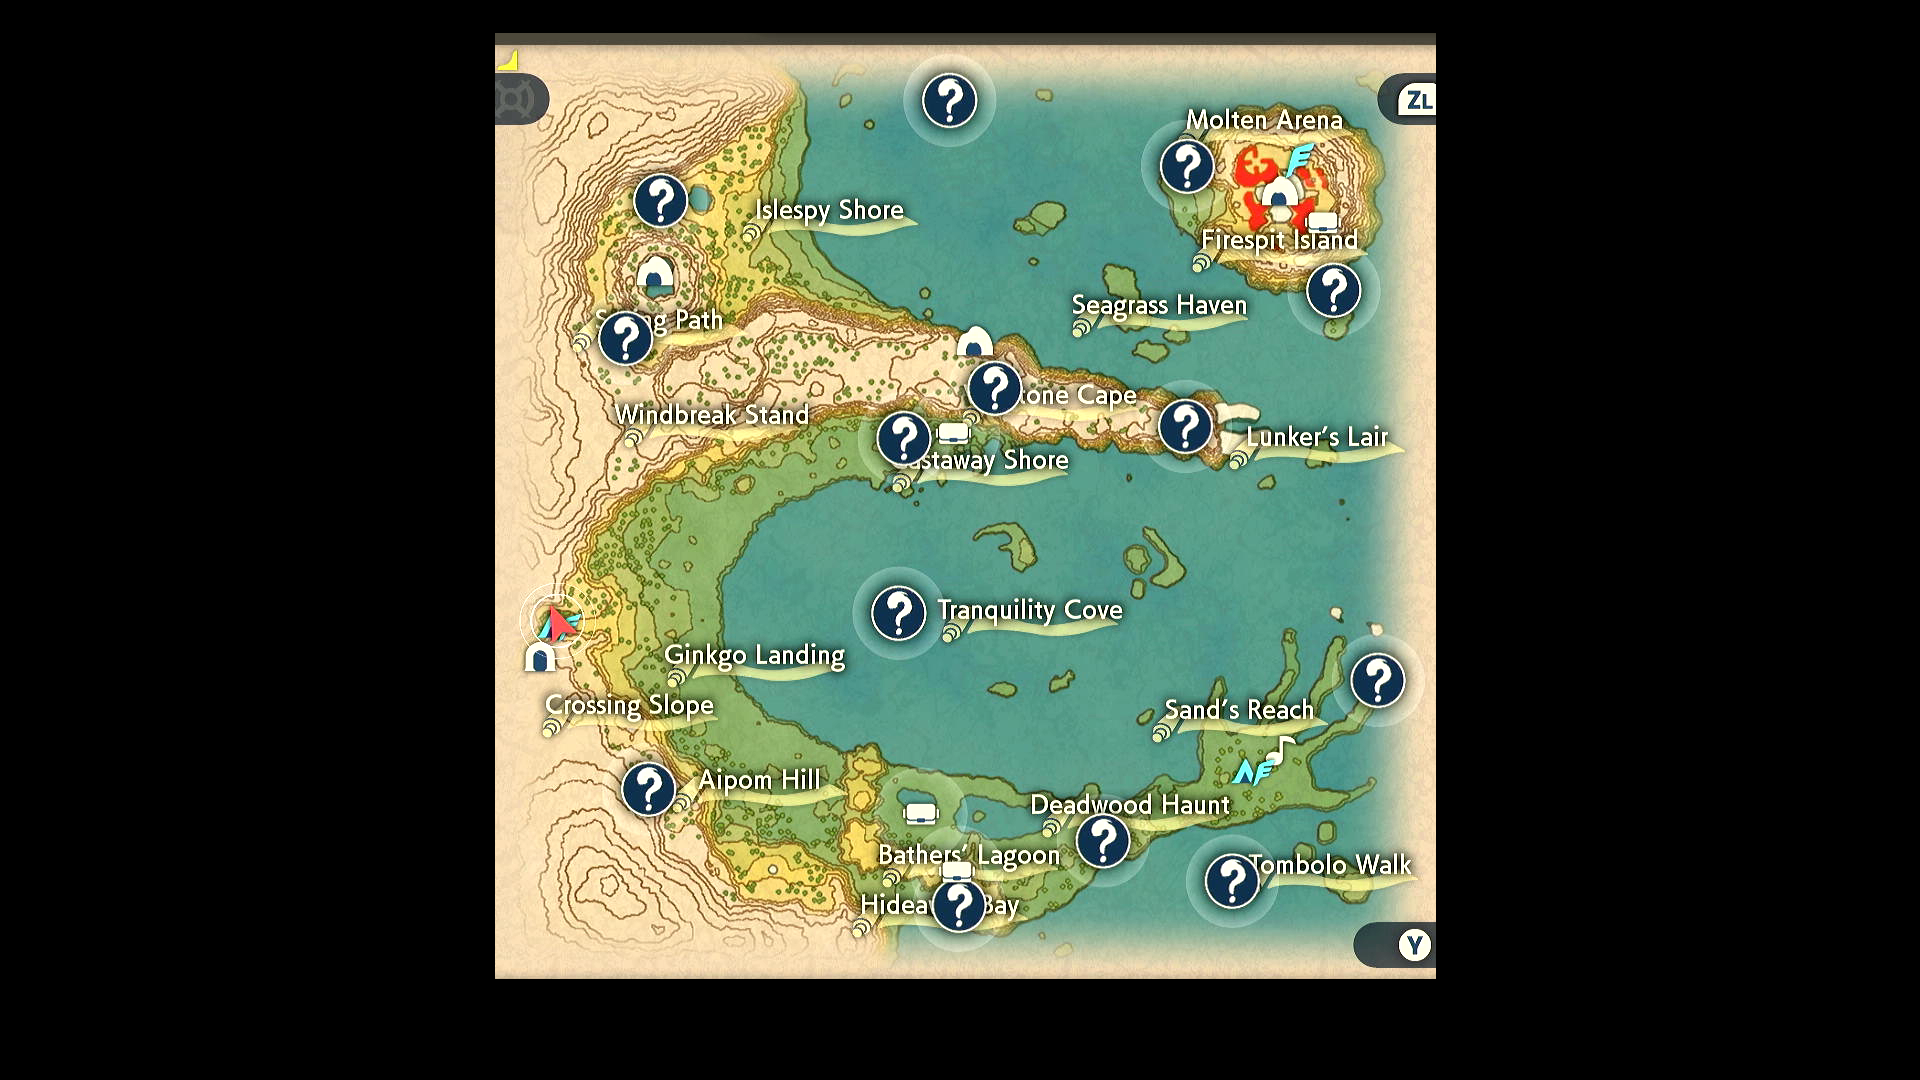 ?
Molten Arena
ZL
?
?
Islespy Shore
Firespit Island
?
Seagrass Haven
Path
?
?
Cape
Windbreak Stand
?
?
Lunker's Lair
Shore
?
Tranquility Cove
Ginkgo Landing
?
Crossing Slope
Sand's Reach
?
Aipom Hill
Deadwood Haunt
?
Bathers' Lagoon
?
Tombolo Walk
?
Bay
Y